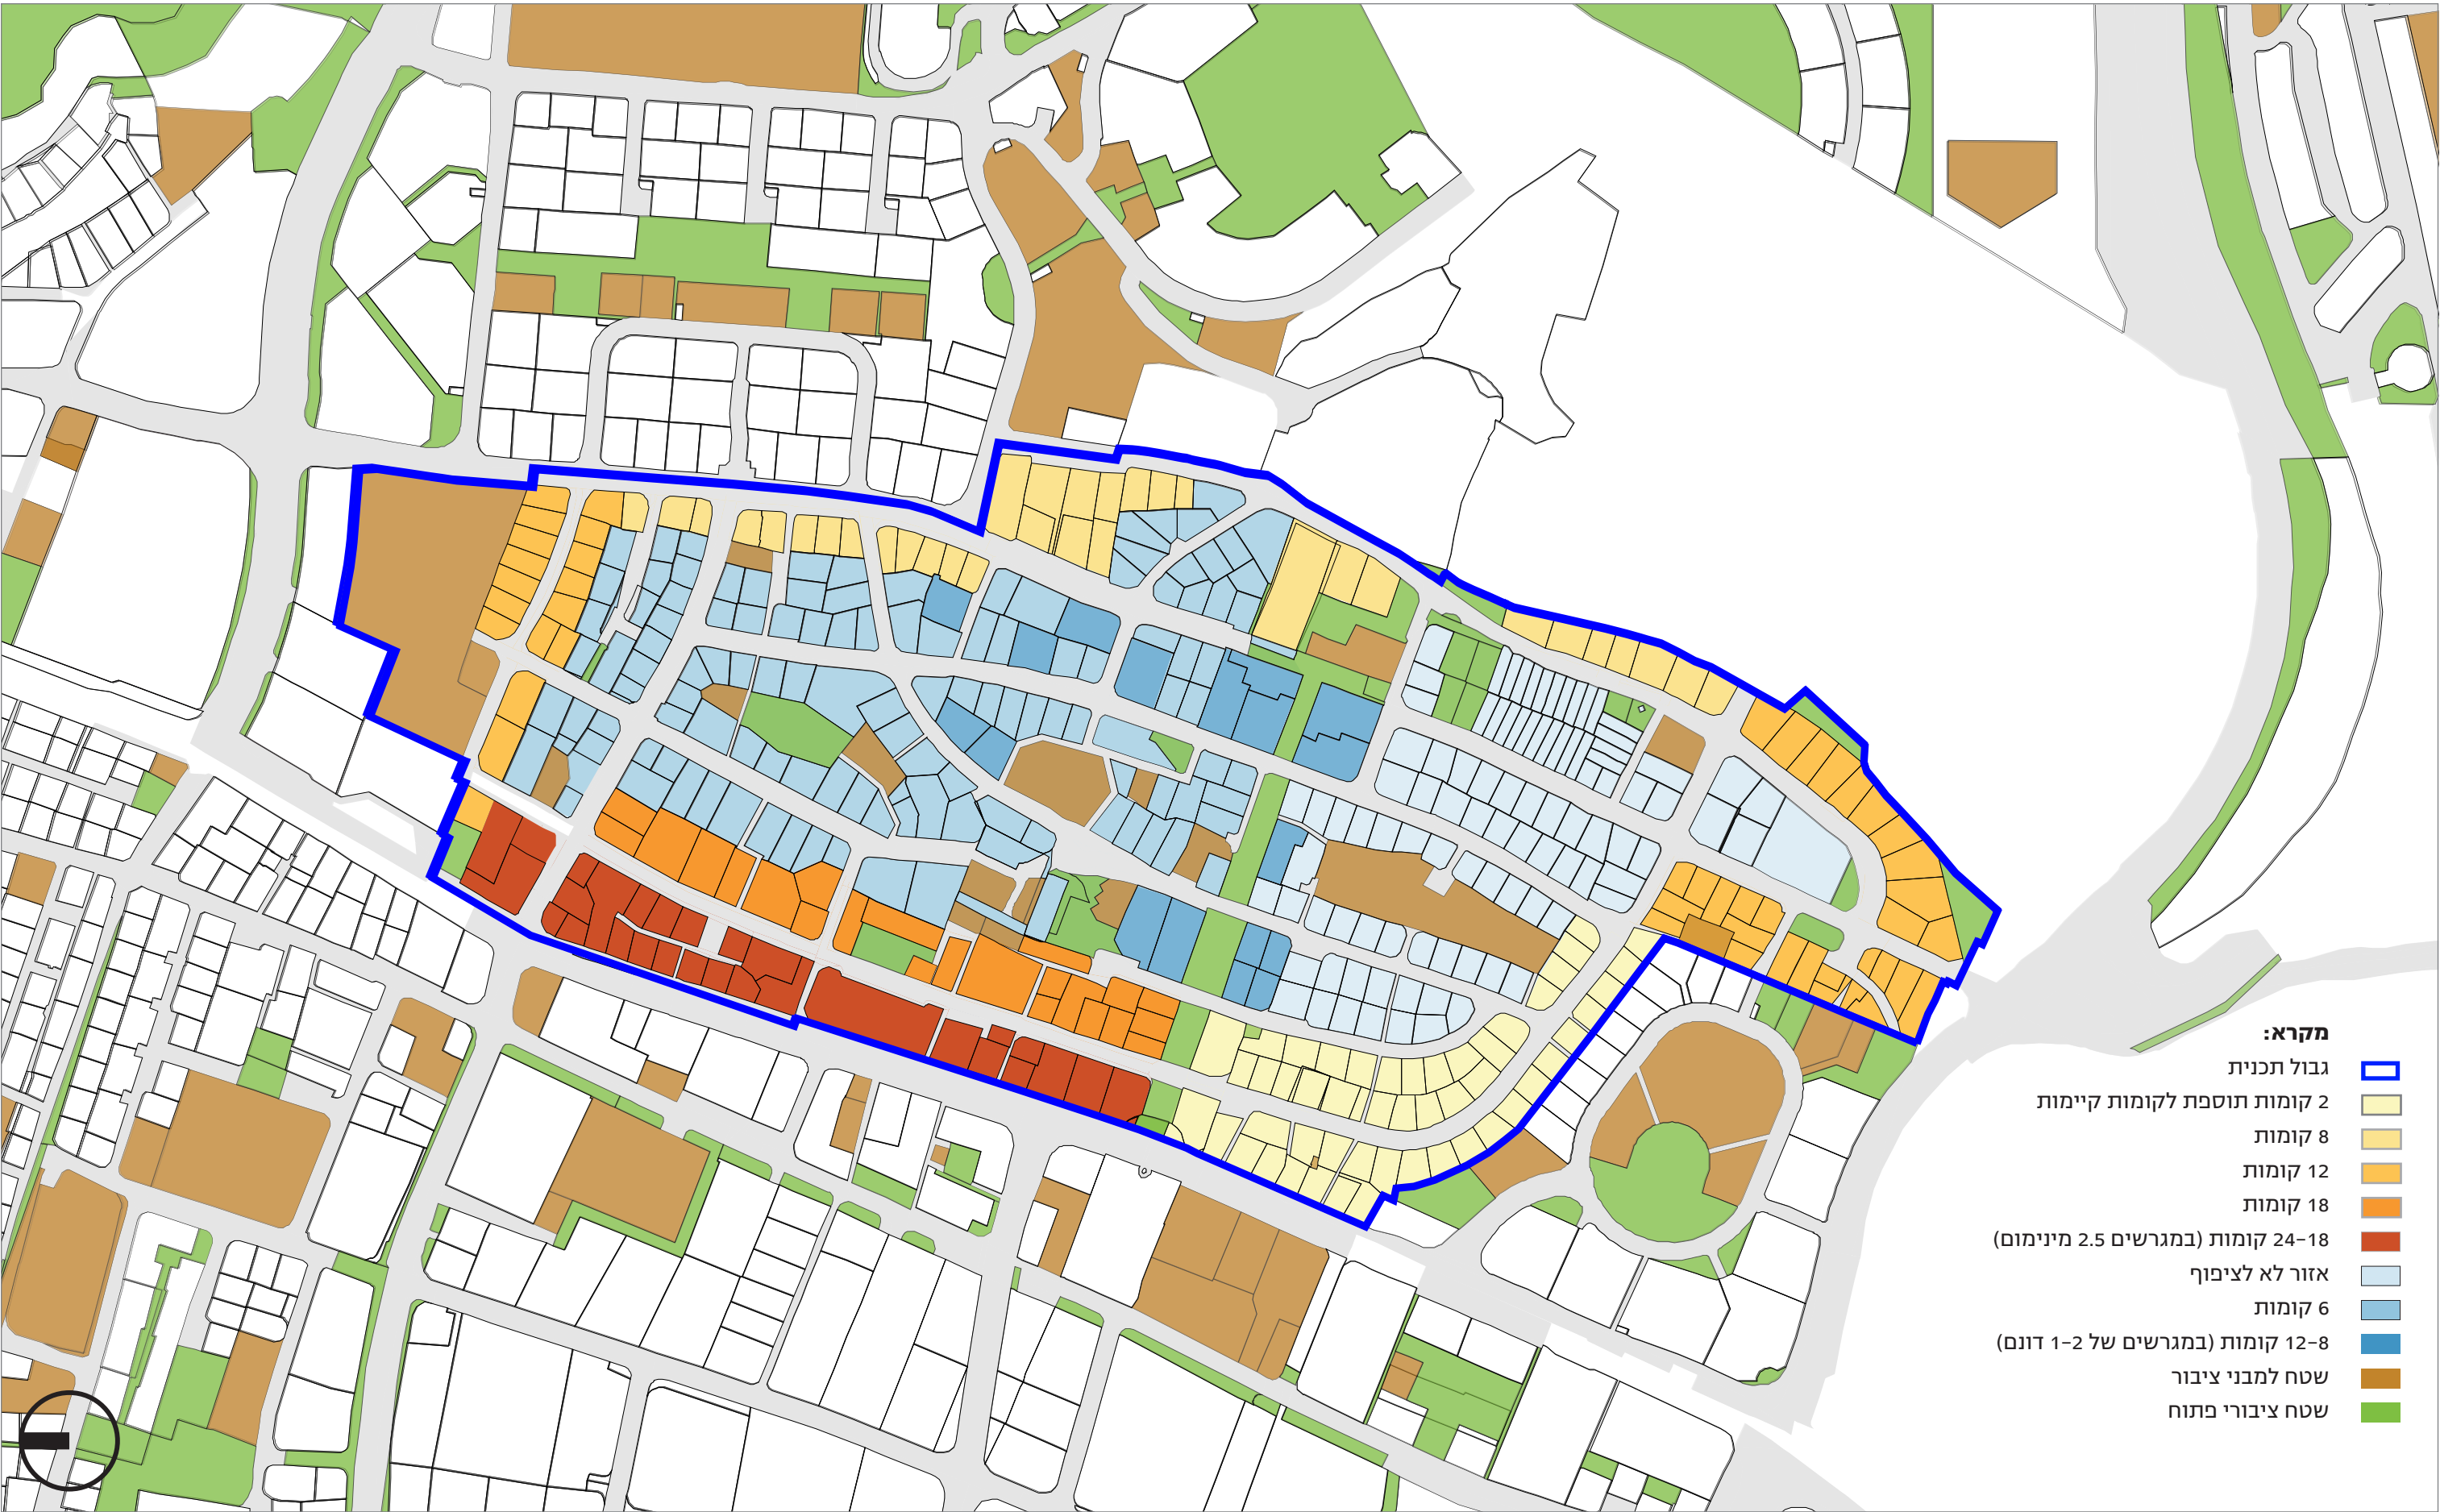 מקרא:
גבול תכנית
2 קומות תוספת לקומות קיימות
8 קומות
12 קומות
18 קומות
24-18 קומות (במגרשים 2.5 מינימום)
אזור לא לציפוף
6 קומות
12-8 קומות (במגרשים של 1-2 דונם)
שטח למבני ציבור
שטח ציבורי פתוח